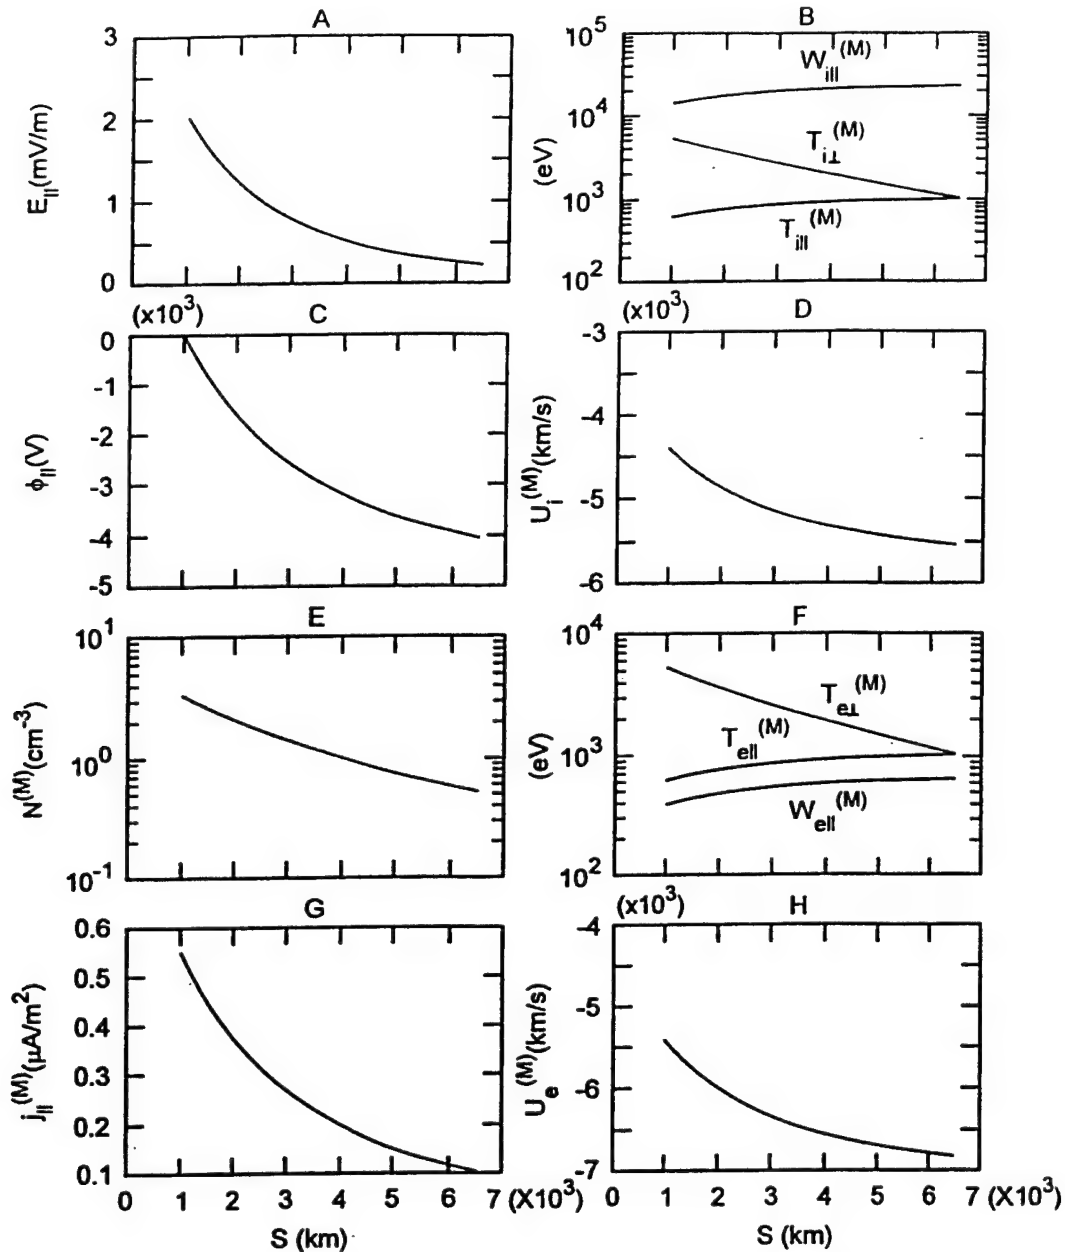 A
3
2
1
0
E||(mV/m)
B
10^5
10^4
10^3
10^2
(eV)
W_i||^(M)
T_i⊥^(M)
T_i||^(M)
(x10^3)
C
0
-1
-2
-3
-4
-5
ϕ||(V)
(x10^3)
D
-3
-4
-5
-6
U_i^(M)(km/s)
E
10^1
10^0
10^-1
N^(M)(cm^-3)
F
10^4
10^3
10^2
(eV)
T_e⊥^(M)
T_e||^(M)
W_e||^(M)
G
0.6
0.5
0.4
0.3
0.2
0.1
j||^(M)(μA/m^2)
0 1 2 3 4 5 6 7 (X10^3)
S (km)
(x10^3)
H
-4
-5
-6
-7
U_e^(M)(km/s)
0 1 2 3 4 5 6 7 (X10^3)
S (km)